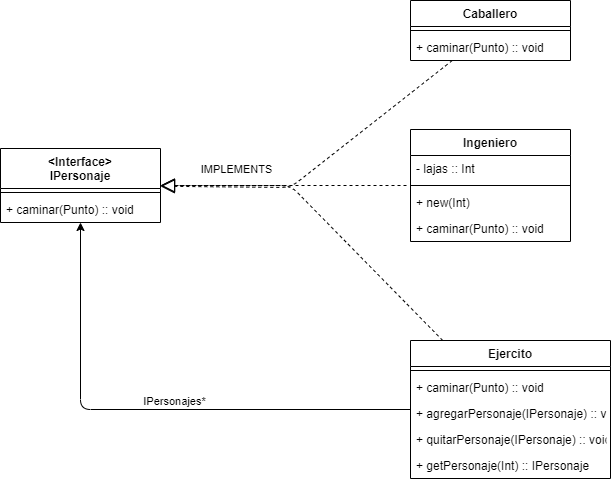 Caballero
+ caminar(Punto) :: void
<Interface>
IPersonaje
+ caminar(Punto) :: void
IMPLEMENTS
Ingeniero
- lajas :: Int
+ new(Int)
+ caminar(Punto) :: void
IPersonajes*
Ejercito
+ caminar(Punto) :: void
+ agregarPersonaje(IPersonaje) :: v
+ quitarPersonaje(IPersonaje) :: voi
+ getPersonaje(Int) :: IPersonaje